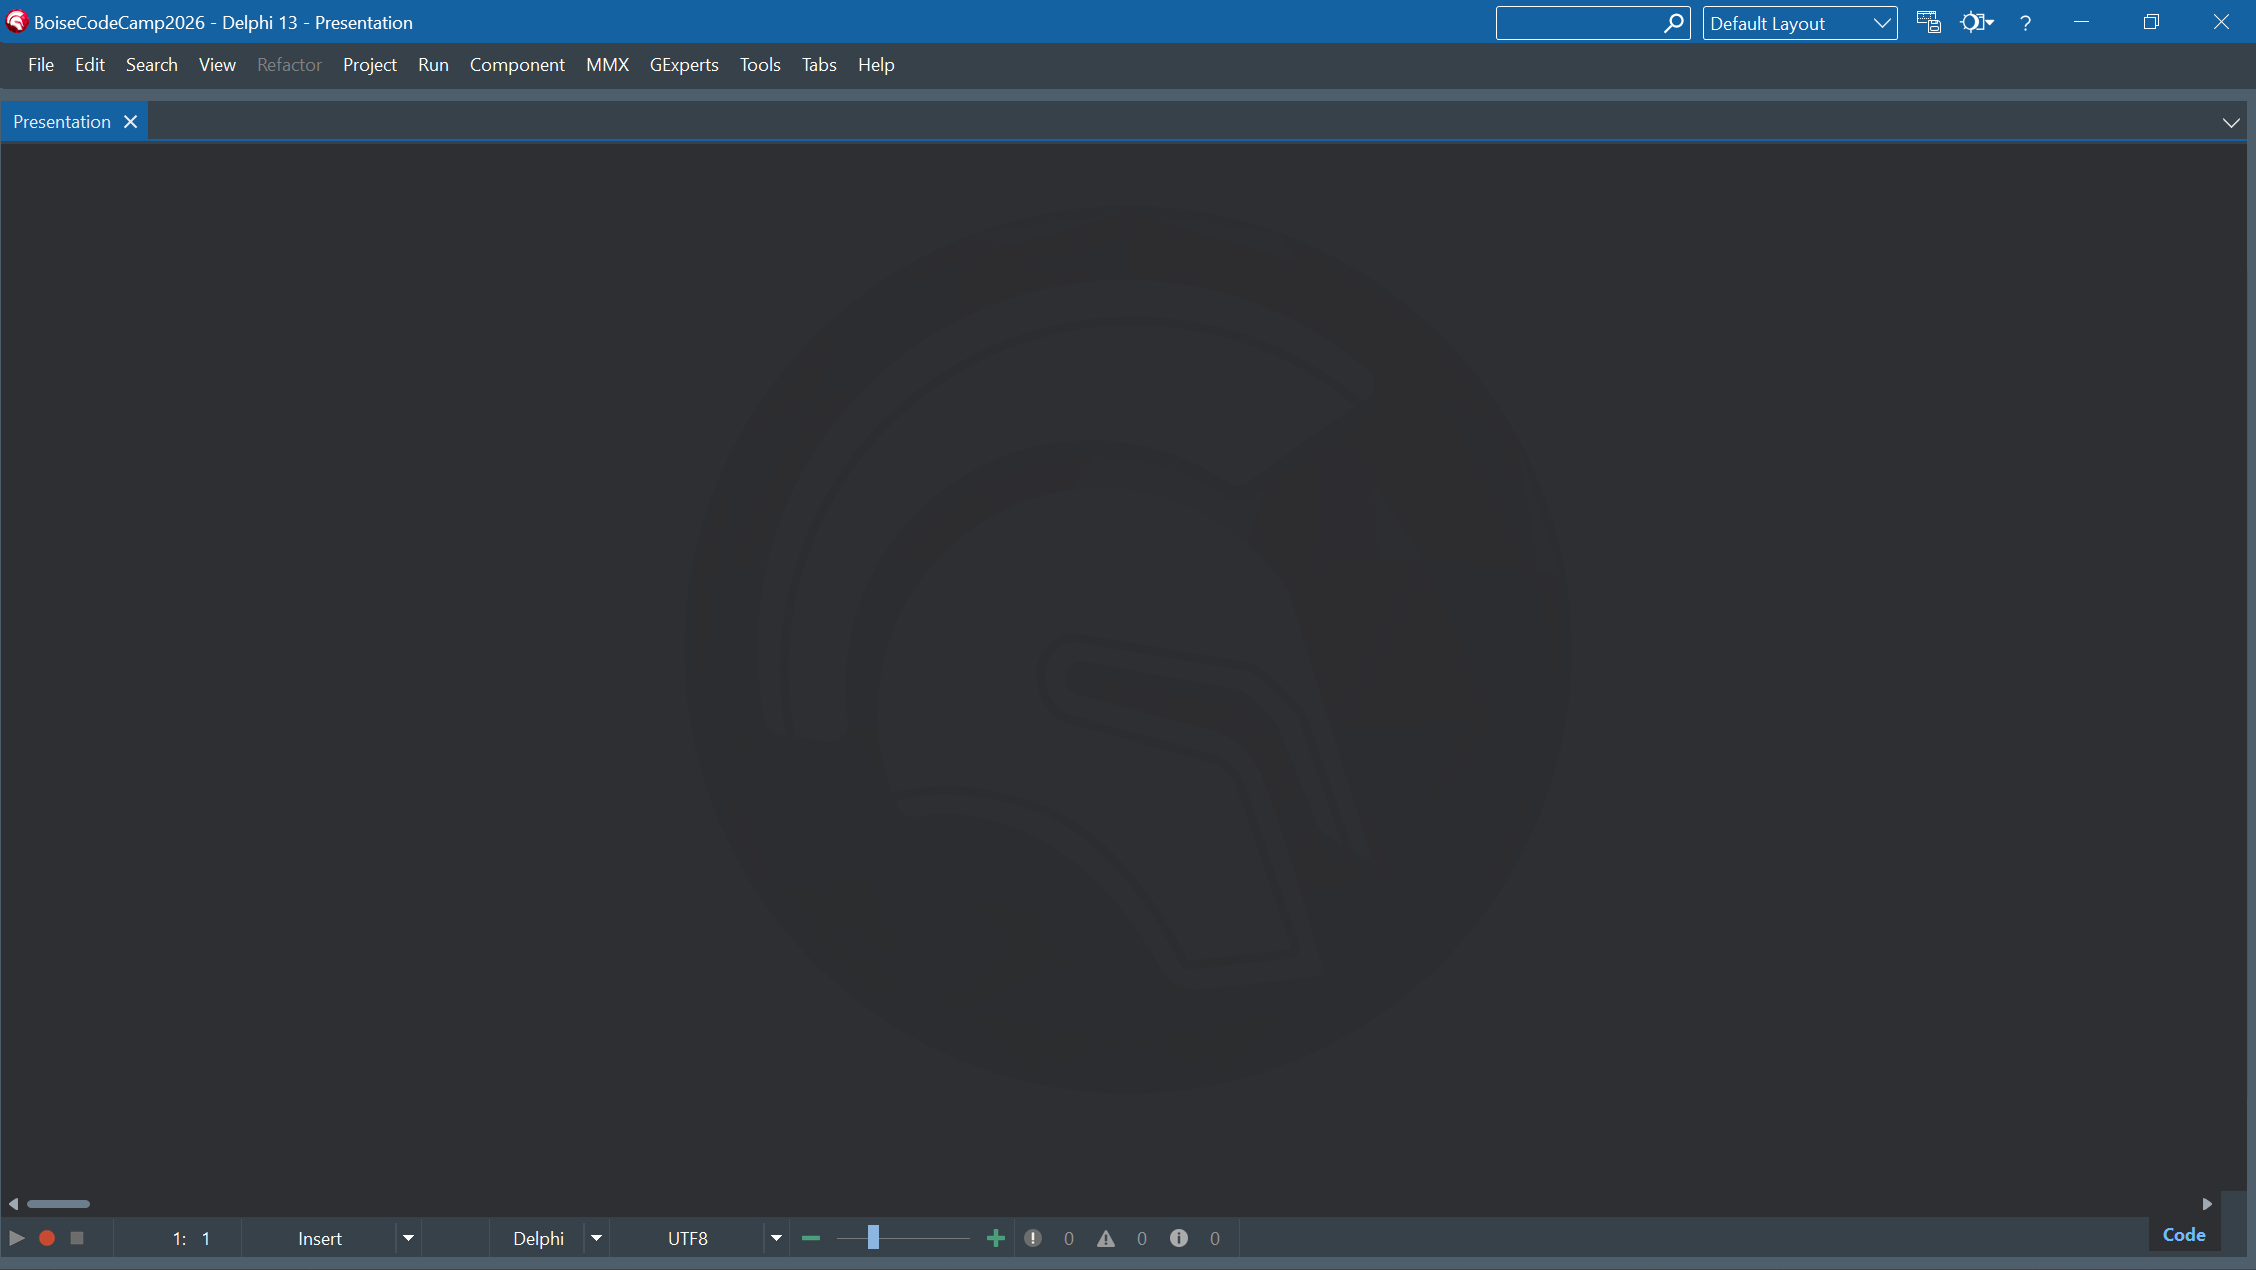 BoiseCodeCamp2026 - Delphi 13 - Presentation
Default Layout
?
File Edit Search View Refactor Project Run Component MMX GExperts Tools Tabs Help
Presentation
1: 1 Insert Delphi UTF8 0 0 0 Code